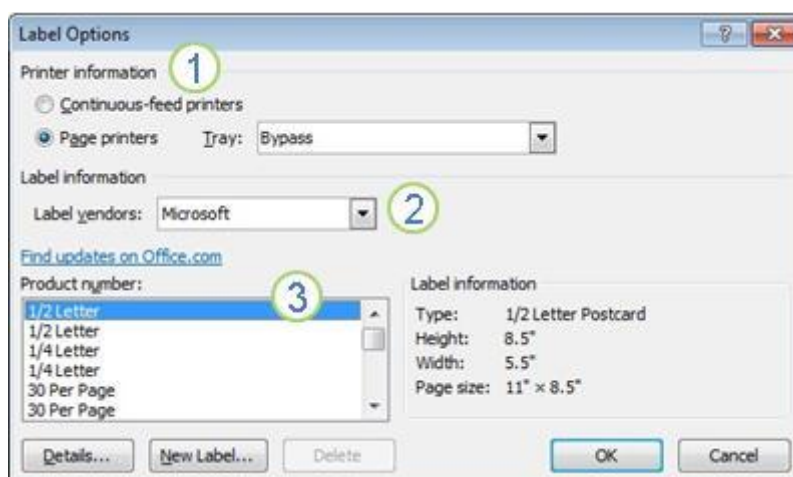 Label Options
Printer information 1
Continuous-feed printers
Page printers Tray: Bypass
Label information
Label vendors: Microsoft 2
Find updates on Office.com
Product number: 3
1/2 Letter
1/2 Letter
1/4 Letter
1/4 Letter
30 Per Page
30 Per Page
Label information
Type: 1/2 Letter Postcard
Height: 8.5"
Width: 5.5"
Page size: 11" × 8.5"
Details... New Label... Delete OK Cancel